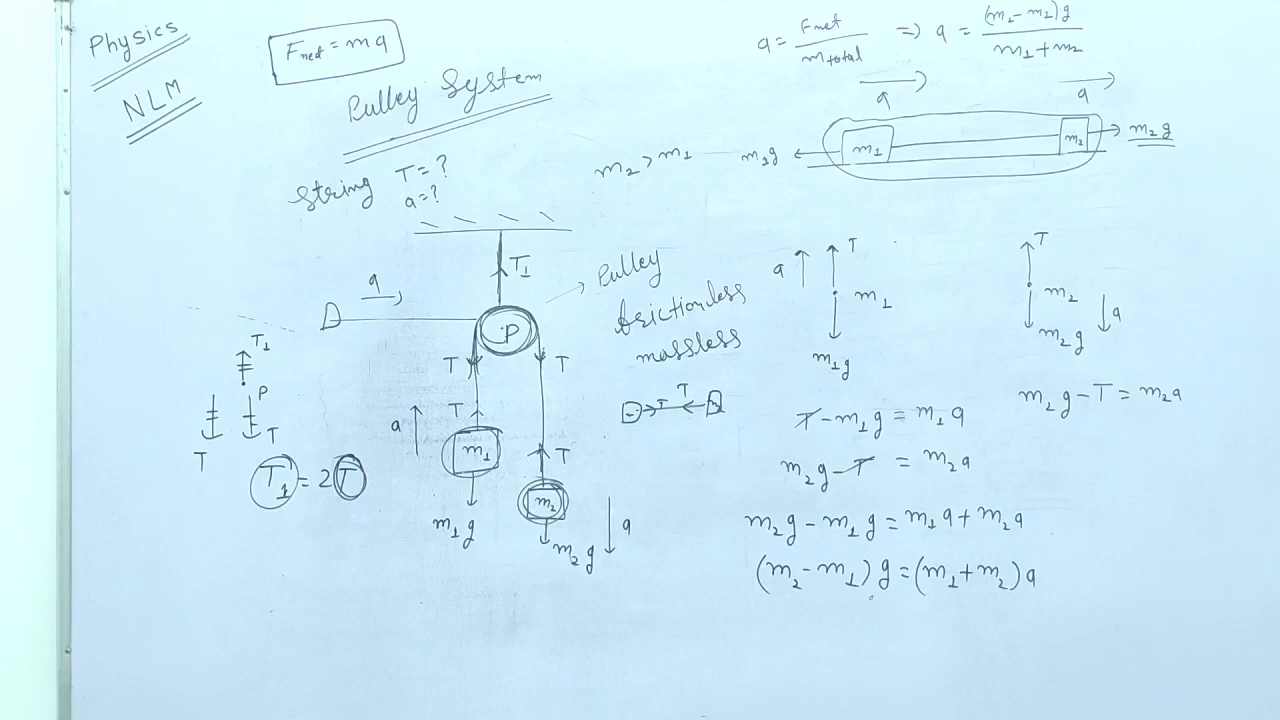 Physics
NLM
Fnet = ma
Pulley System
String T = ?
a = ?
a = Fnet / mtotal ⇒ a = (m₂ - m₁)g / m₁ + m₂
a
a
m₂ > m₁
m₁g
m₁
m₂
m₂g
T₁
a
P
Pulley
frictionless
massless
T
T
T
T
a
m₁
m₁g
T
m₂
m₂g
a
T
T₁
P
T
T
T₁ = 2T
a
T
m₁
m₁g
T
m₂
m₂g
a
T - m₁g = m₁a
m₂g - T = m₂a
m₂g - T = m₂a
m₂g - m₁g = m₁a + m₂a
(m₂ - m₁)g = (m₁ + m₂)a